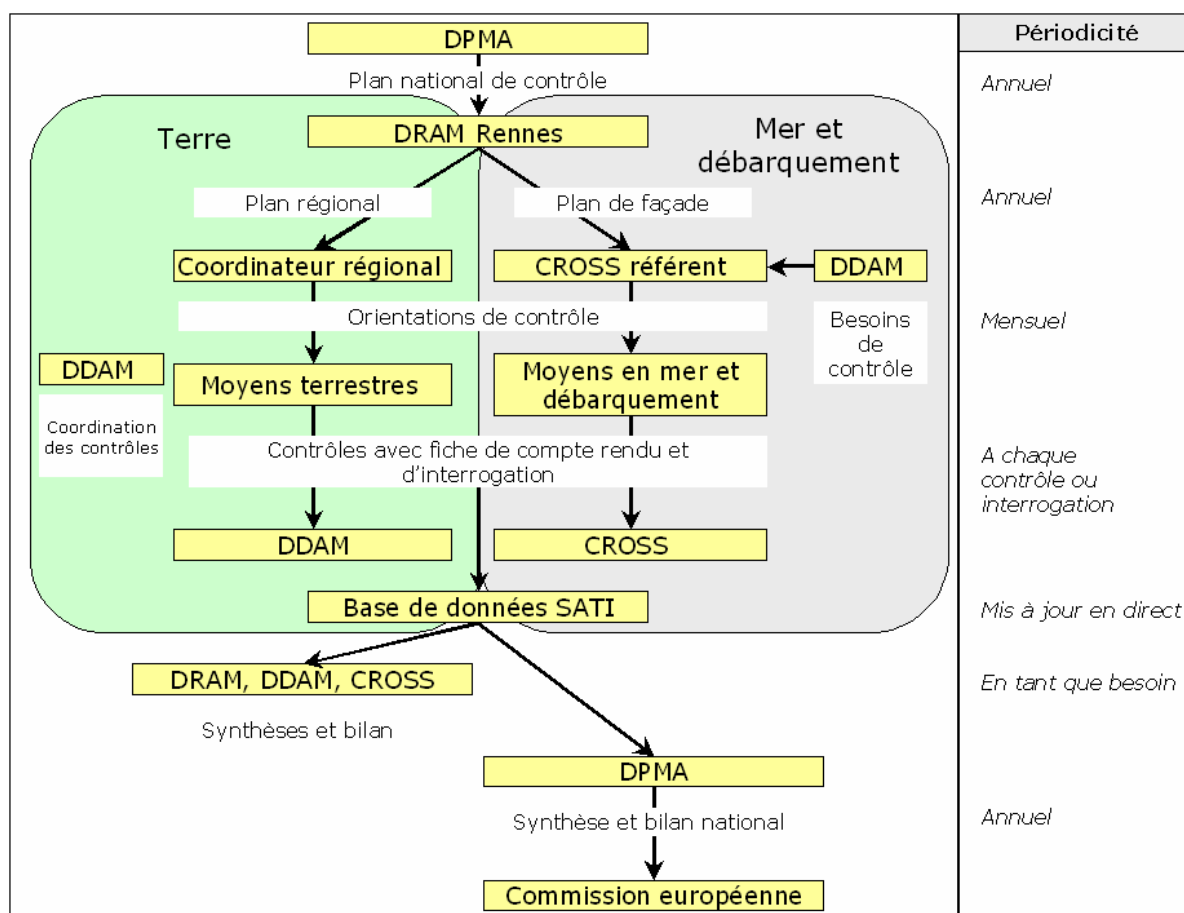 DPMA
Périodicité
Plan national de contrôle
Annuel
Terre
DRAM Rennes
Mer et
débarquement
Plan régional
Plan de façade
Annuel
Coordinateur régional
CROSS référent
DDAM
Orientations de contrôle
Besoins
de
contrôle
Mensuel
DDAM
Coordination
des contrôles
Moyens terrestres
Moyens en mer et
débarquement
Contrôles avec fiche de compte rendu et
d'interrogation
A chaque
contrôle ou
interrogation
DDAM
CROSS
Base de données SATI
Mis à jour en direct
DRAM, DDAM, CROSS
En tant que besoin
Synthèses et bilan
DPMA
Synthèse et bilan national
Annuel
Commission européenne